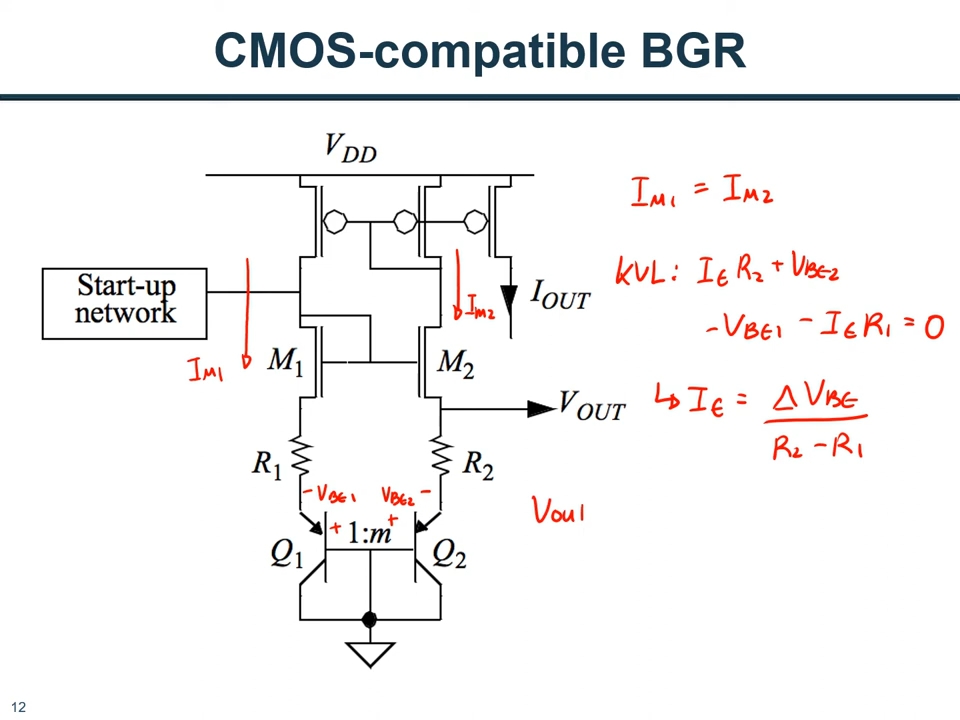 CMOS-compatible BGR
V_DD
I_M1 = I_M2
Start-up
network
I_M2
I_OUT
KVL: I_E R_2 + V_BE2
- V_BE1 - I_E R_1 = 0
I_M1
M_1
M_2
V_OUT
↳ I_E = ΔV_BE / R_2 - R_1
R_1
R_2
- V_BE1
V_BE2 -
+
+
1:m
Q_1
Q_2
V_OUT
12